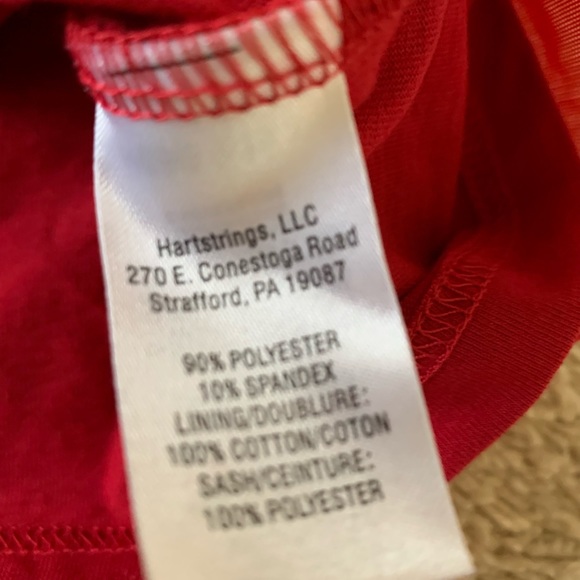 Hartstrings, LLC
270 E. Conestoga Road
Strafford, PA 19087
90% POLYESTER
10% SPANDEX
LINING/DOUBLURE:
100% COTTON/COTON
SASH/CEINTURE:
100% POLYESTER